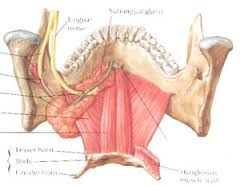 Sublingual gland
Lingual
nerve
Lesser horn
Body
Greater horn
Hyoglossus
muscle (cut)